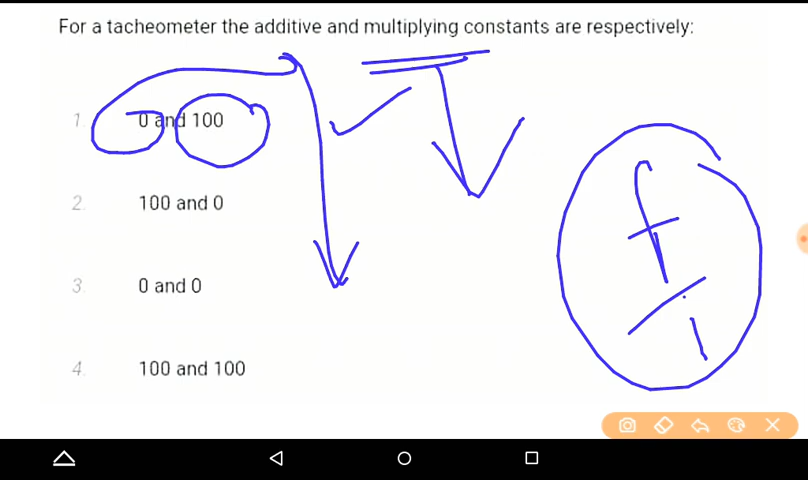 For a tacheometer the additive and multiplying constants are respectively:
1 0 and 100
2. 100 and 0
3. 0 and 0
4. 100 and 100
f
i